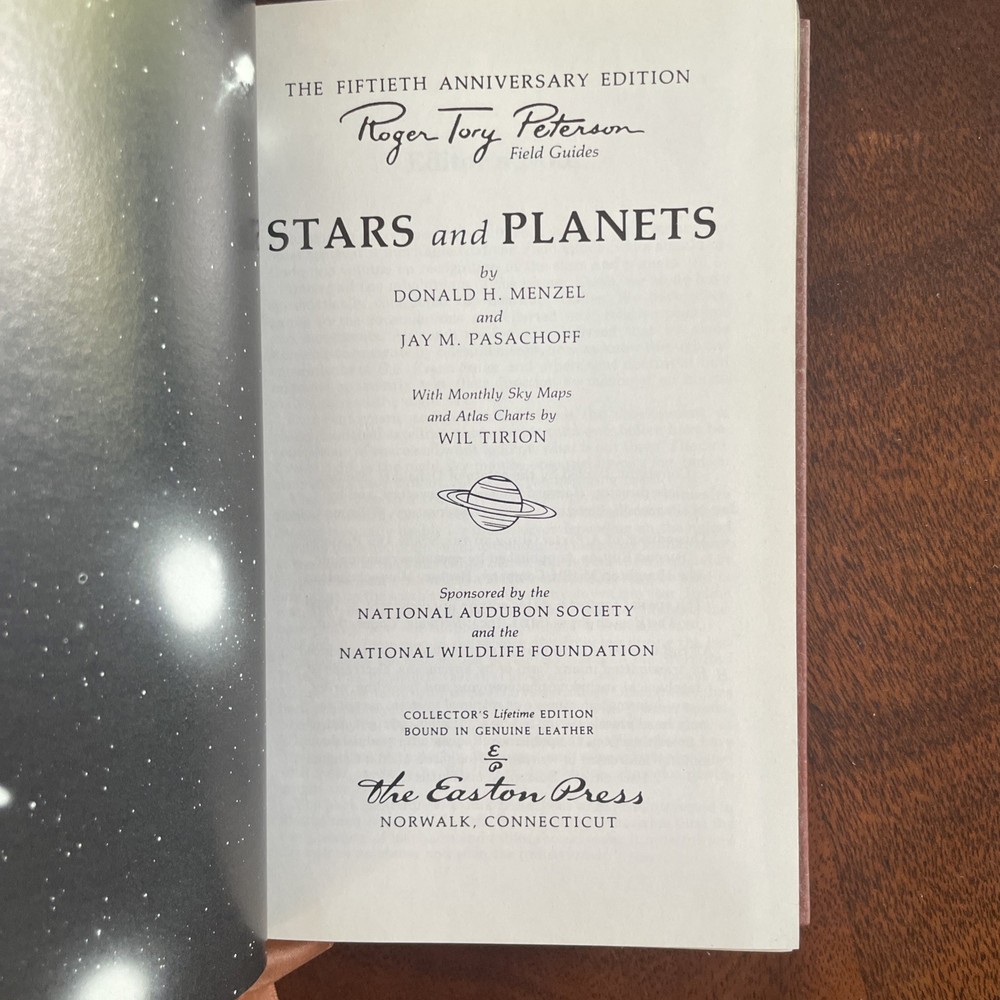 THE FIFTIETH ANNIVERSARY EDITION
Roger Tory Peterson
Field Guides
STARS and PLANETS
by
DONALD H. MENZEL
and
JAY M. PASACHOFF
With Monthly Sky Maps
and Atlas Charts by
WIL TIRION
Sponsored by the
NATIONAL AUDUBON SOCIETY
and the
NATIONAL WILDLIFE FOUNDATION
COLLECTOR'S Lifetime EDITION
BOUND IN GENUINE LEATHER
E
P
The Easton Press
NORWALK, CONNECTICUT